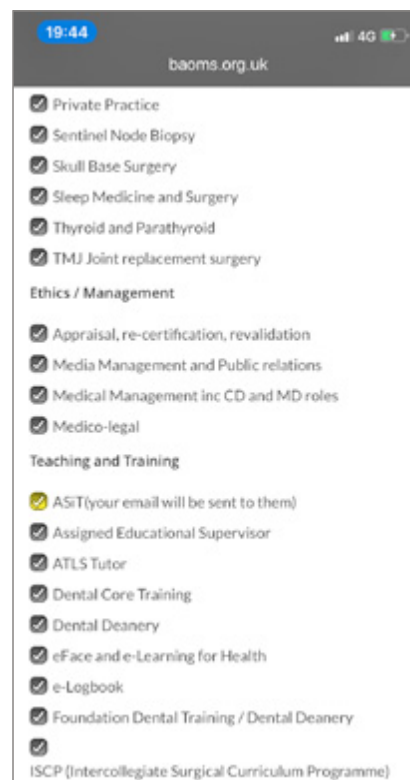 19:44
4G
baoms.org.uk
Private Practice
Sentinel Node Biopsy
Skull Base Surgery
Sleep Medicine and Surgery
Thyroid and Parathyroid
TMJ Joint replacement surgery
Ethics / Management
Appraisal, re-certification, revalidation
Media Management and Public relations
Medical Management inc CD and MD roles
Medico-legal
Teaching and Training
ASiT(your email will be sent to them)
Assigned Educational Supervisor
ATLS Tutor
Dental Core Training
Dental Deanery
eFace and e-Learning for Health
e-Logbook
Foundation Dental Training / Dental Deanery
ISCP (Intercollegiate Surgical Curriculum Programme)